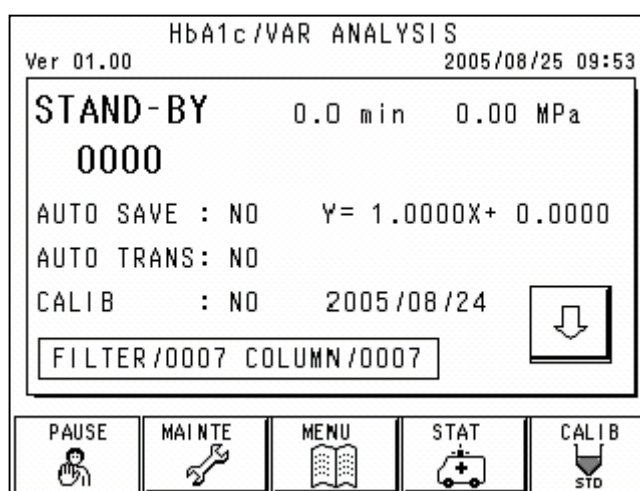 HbA1c/VAR ANALYSIS
Ver 01.00 2005/08/25 09:53
STAND-BY 0.0 min 0.00 MPa
0000
AUTO SAVE : NO Y= 1.0000X+ 0.0000
AUTO TRANS: NO
CALIB : NO 2005/08/24
FILTER/0007 COLUMN/0007
PAUSE MAINTE MENU STAT CALIB
STD